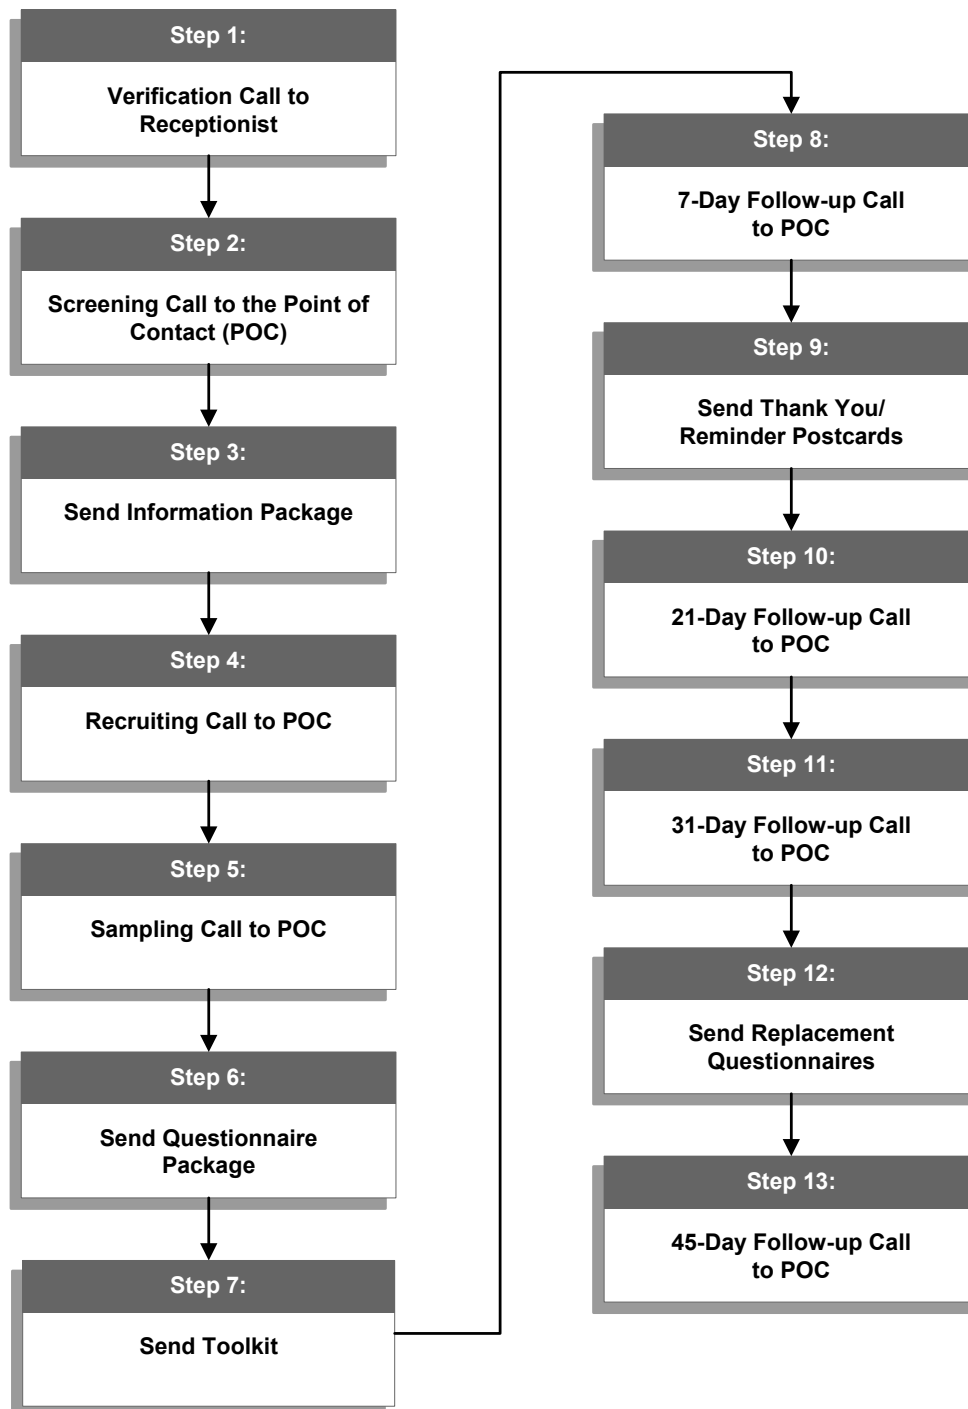 Step 1:
Verification Call to
Receptionist
Step 2:
Screening Call to the Point of
Contact (POC)
Step 3:
Send Information Package
Step 4:
Recruiting Call to POC
Step 5:
Sampling Call to POC
Step 6:
Send Questionnaire
Package
Step 7:
Send Toolkit
Step 8:
7-Day Follow-up Call
to POC
Step 9:
Send Thank You/
Reminder Postcards
Step 10:
21-Day Follow-up Call
to POC
Step 11:
31-Day Follow-up Call
to POC
Step 12:
Send Replacement
Questionnaires
Step 13:
45-Day Follow-up Call
to POC